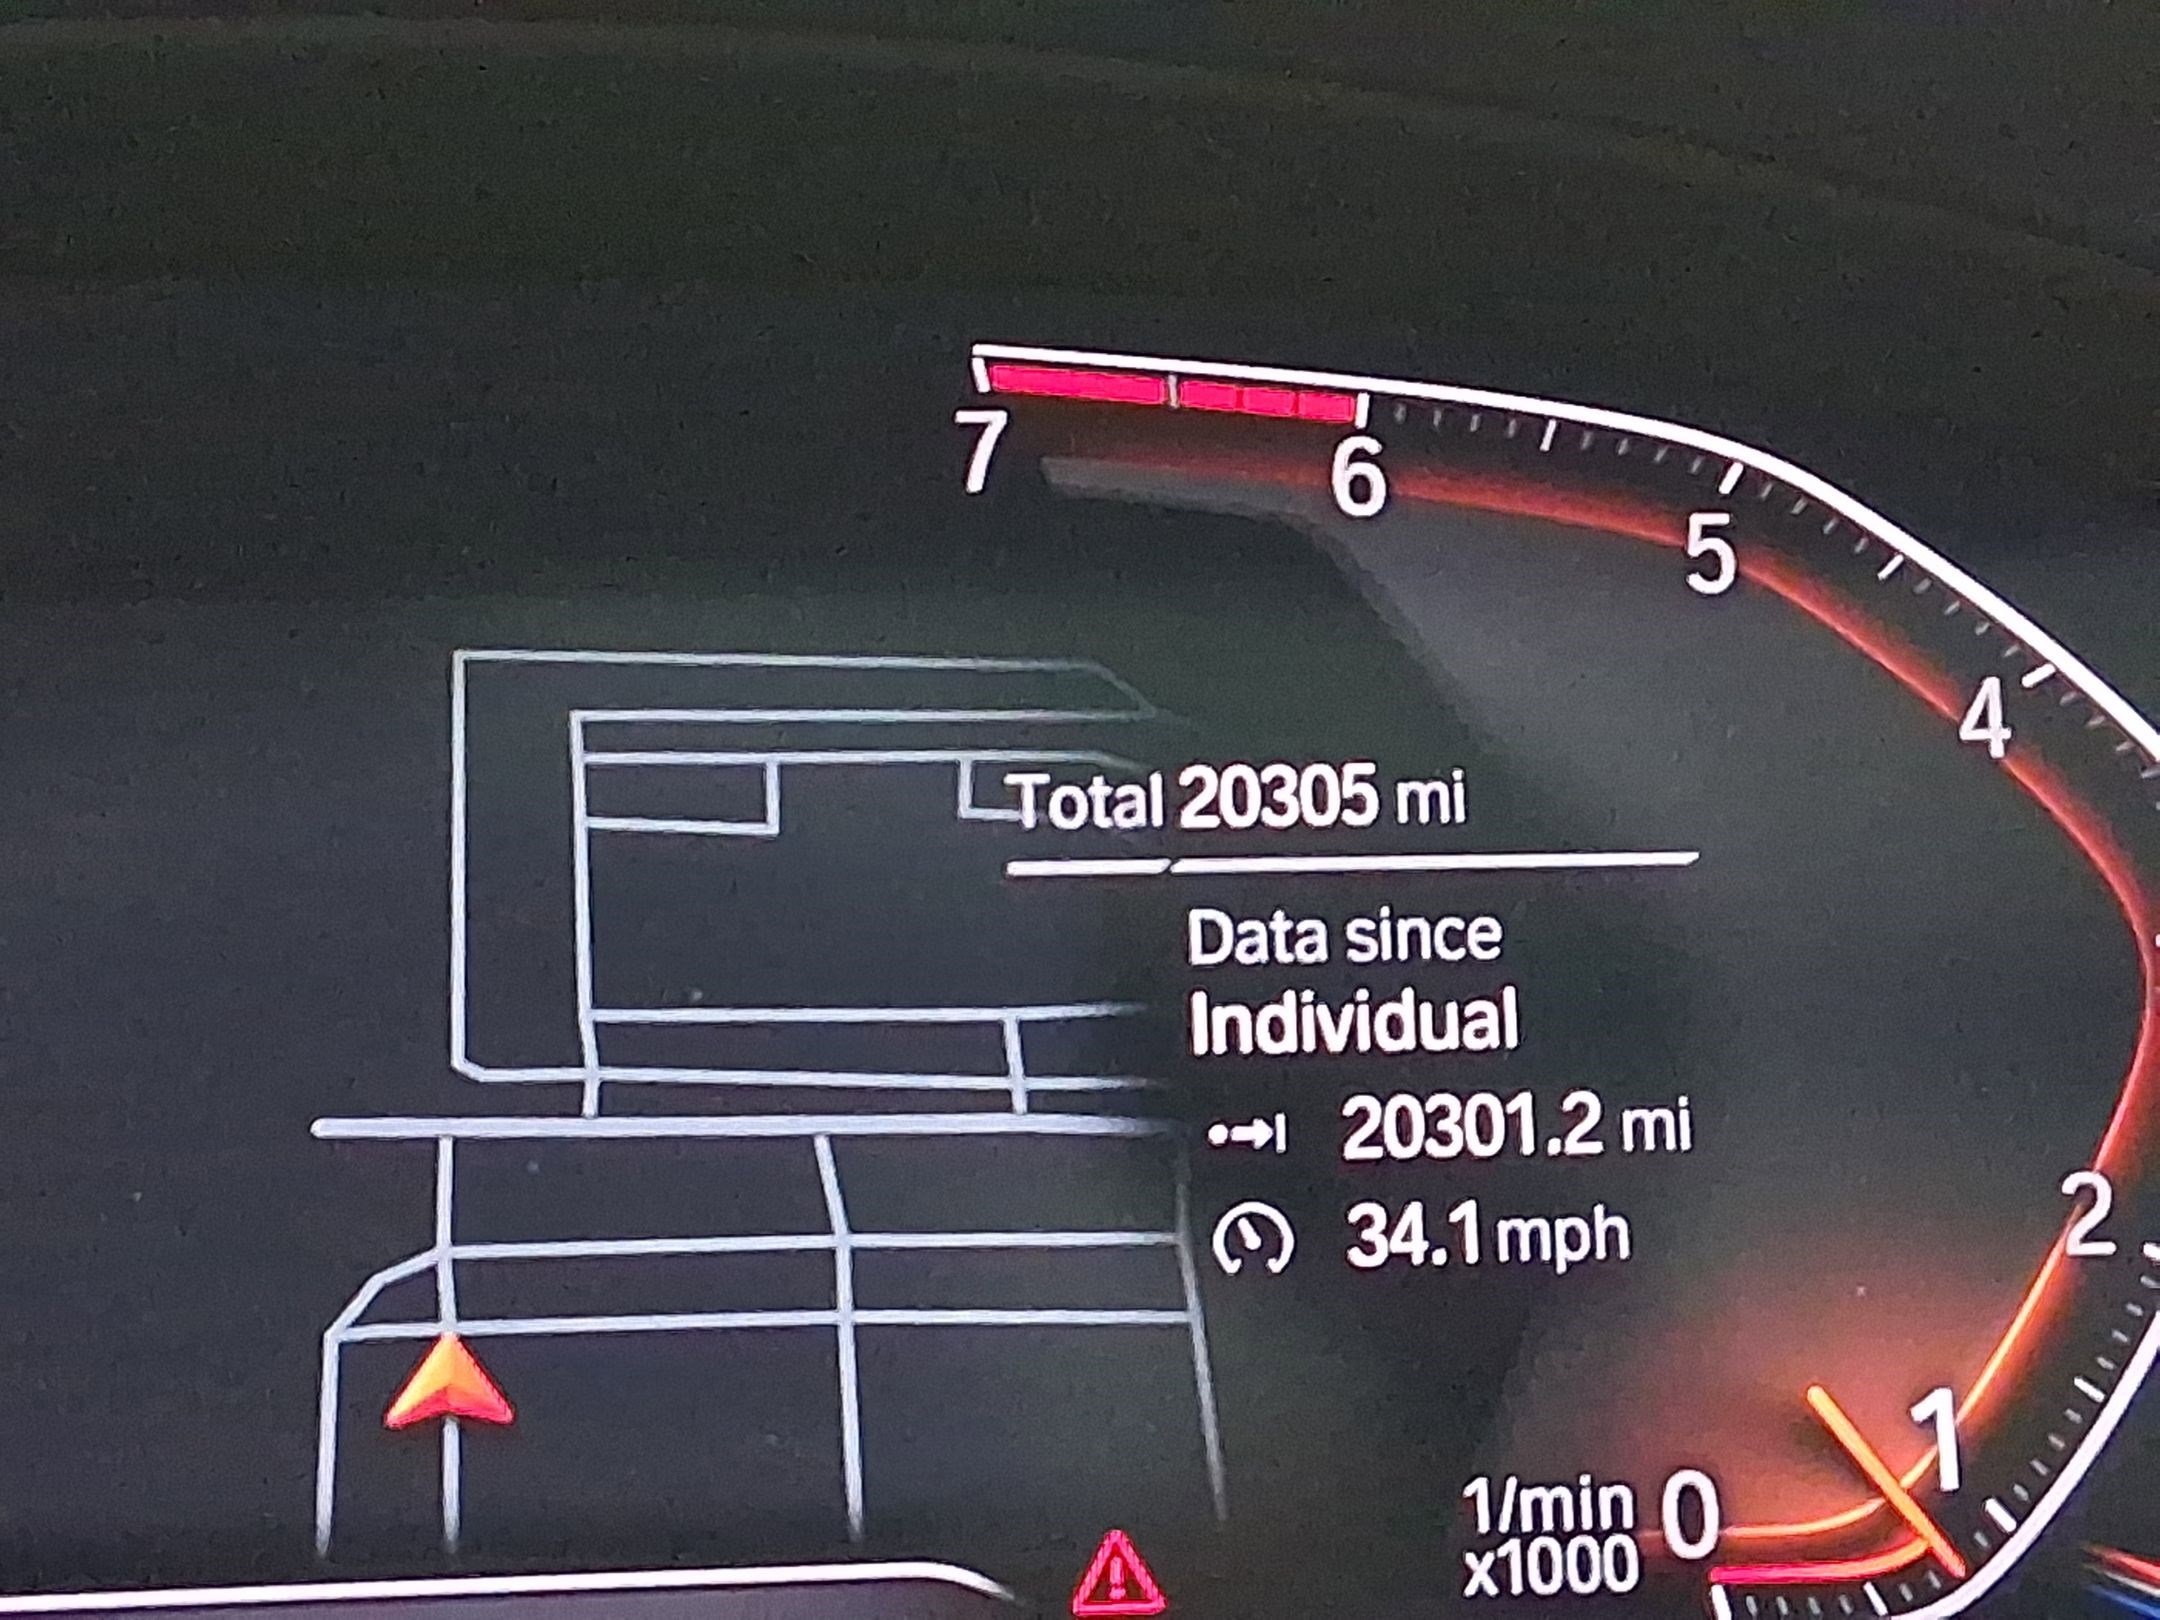 7
6
5
4
Total 20305 mi
Data since
Individual
20301.2 mi
34.1 mph
2
1
1/min 0
x1000